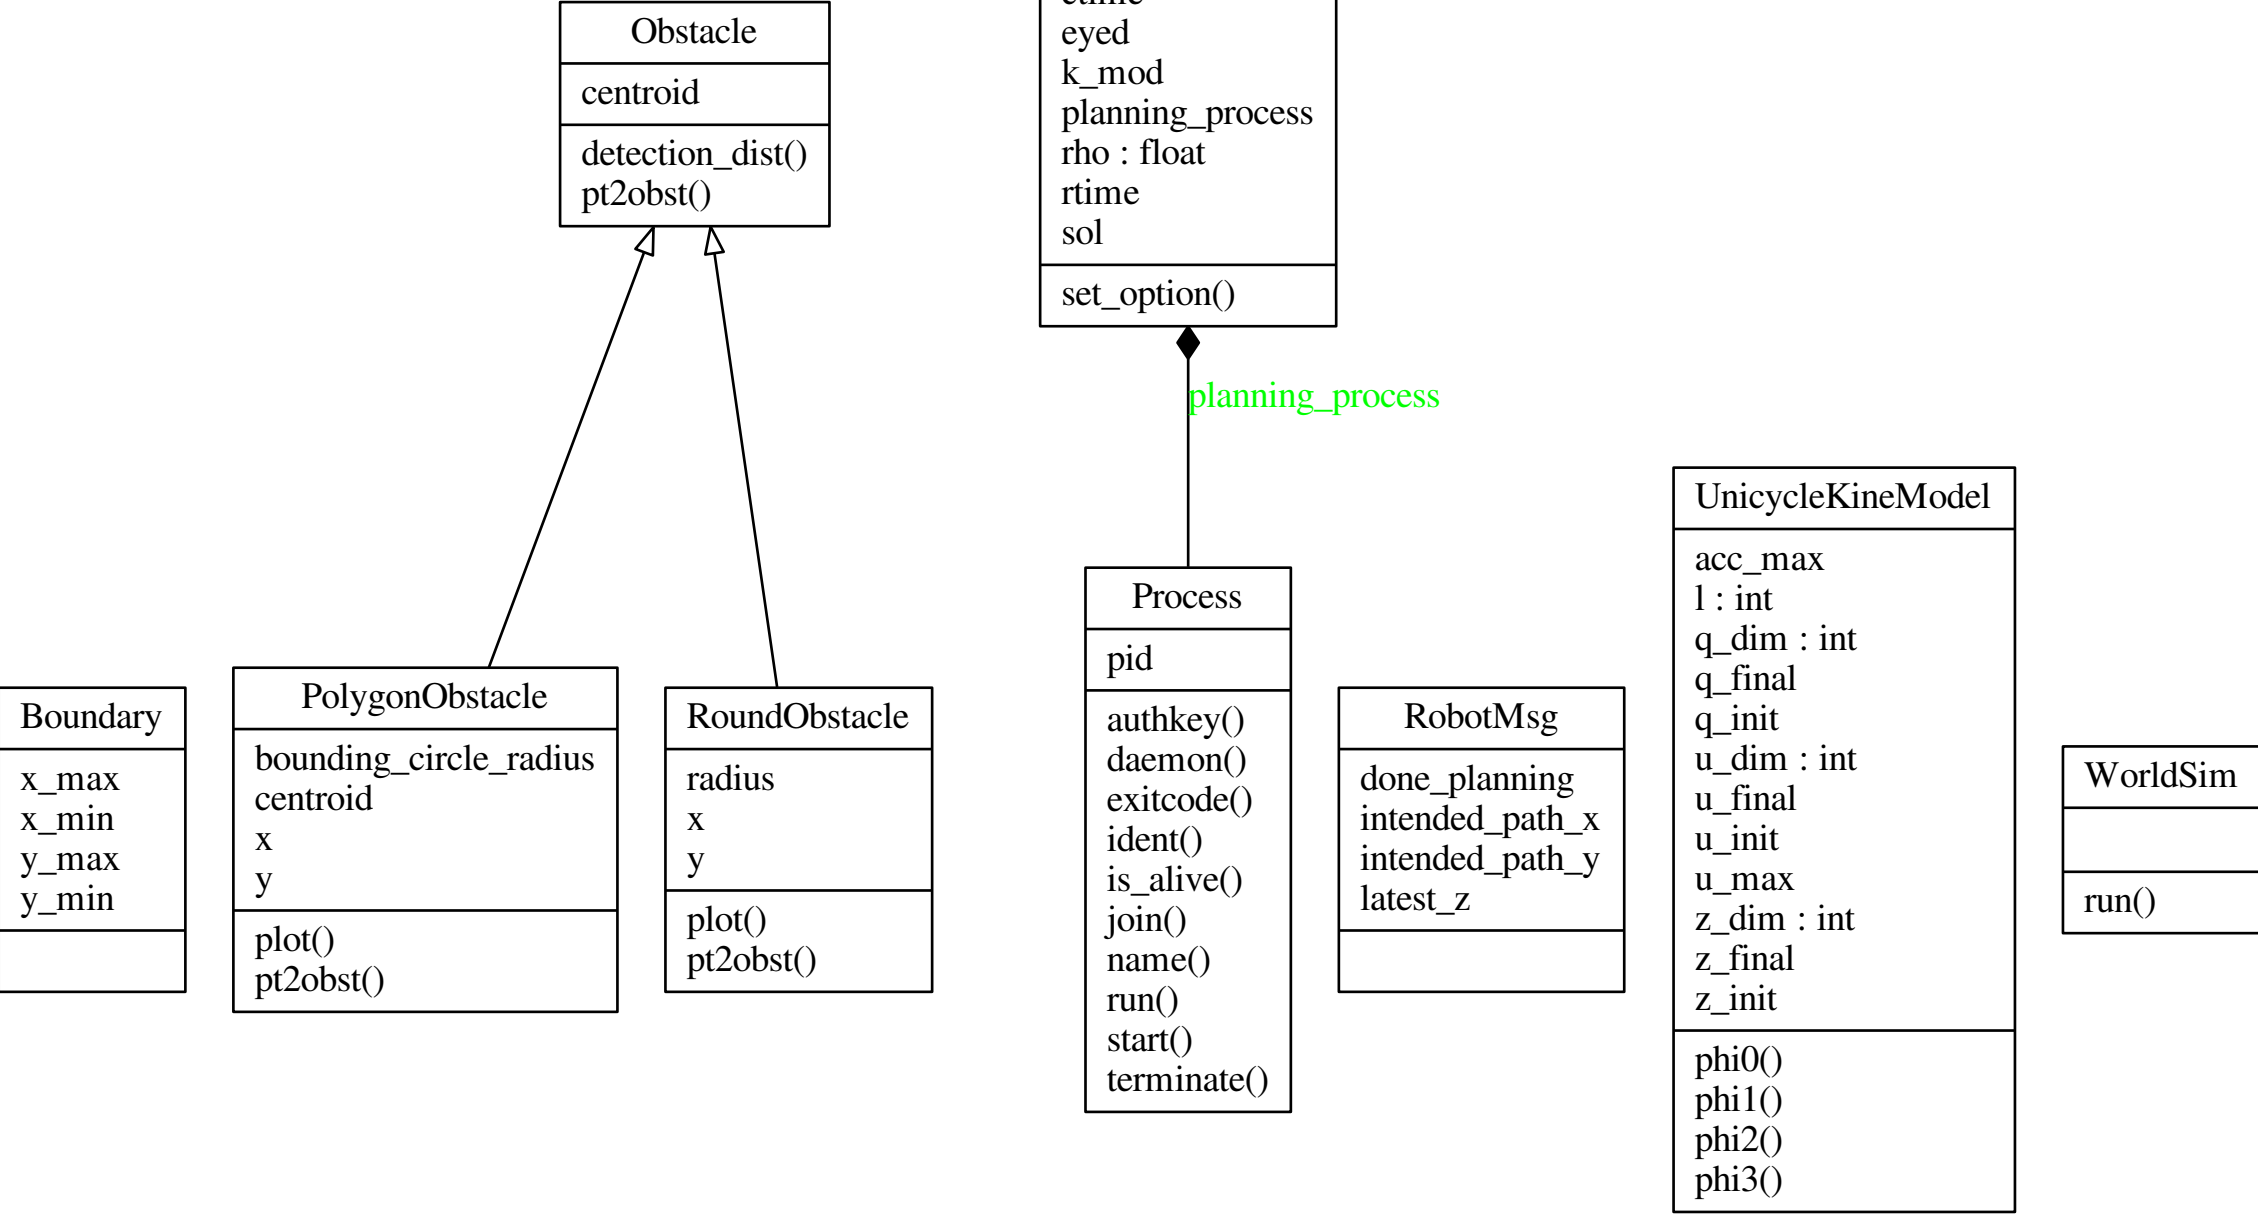 Obstacle
centroid
detection_dist()
pt2obst()
eyed
k_mod
planning_process
rho : float
rtime
sol
set_option()
planning_process
Boundary
x_max
x_min
y_max
y_min
PolygonObstacle
bounding_circle_radius
centroid
x
y
plot()
pt2obst()
RoundObstacle
radius
x
y
plot()
pt2obst()
Process
pid
authkey()
daemon()
exitcode()
ident()
is_alive()
join()
name()
run()
start()
terminate()
RobotMsg
done_planning
intended_path_x
intended_path_y
latest_z
UnicycleKineModel
acc_max
l : int
q_dim : int
q_final
q_init
u_dim : int
u_final
u_init
u_max
z_dim : int
z_final
z_init
phi0()
phi1()
phi2()
phi3()
WorldSim
run()